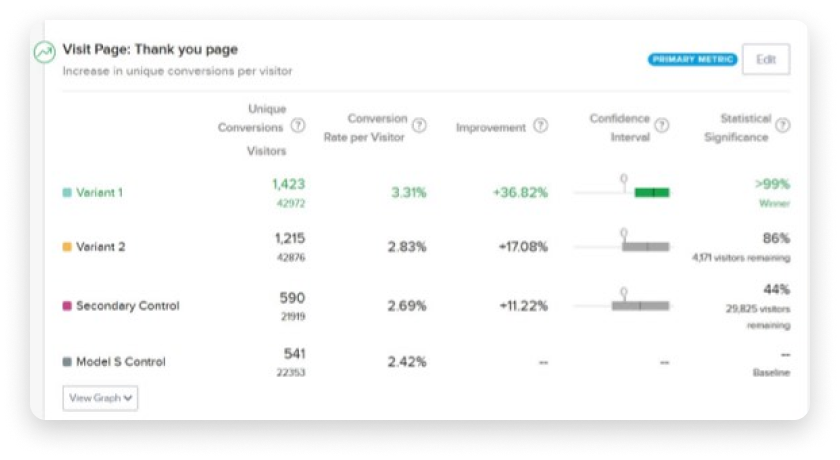 Visit Page: Thank you page
Increase in unique conversions per visitor
PRIMARY METRIC
Edit
Unique Conversions ?
Visitors
Conversion Rate per Visitor ?
Improvement ?
Confidence Interval ?
Statistical Significance ?
Variant 1 1,423 3.31% +36.82% >99%
42972 Winner
Variant 2 1,215 2.83% +17.08% 86%
42876 4,171 visitors remaining
Secondary Control 590 2.69% +11.22% 44%
21919 29,825 visitors remaining
Model S Control 541 2.42% -- -- --
22353 Baseline
View Graph